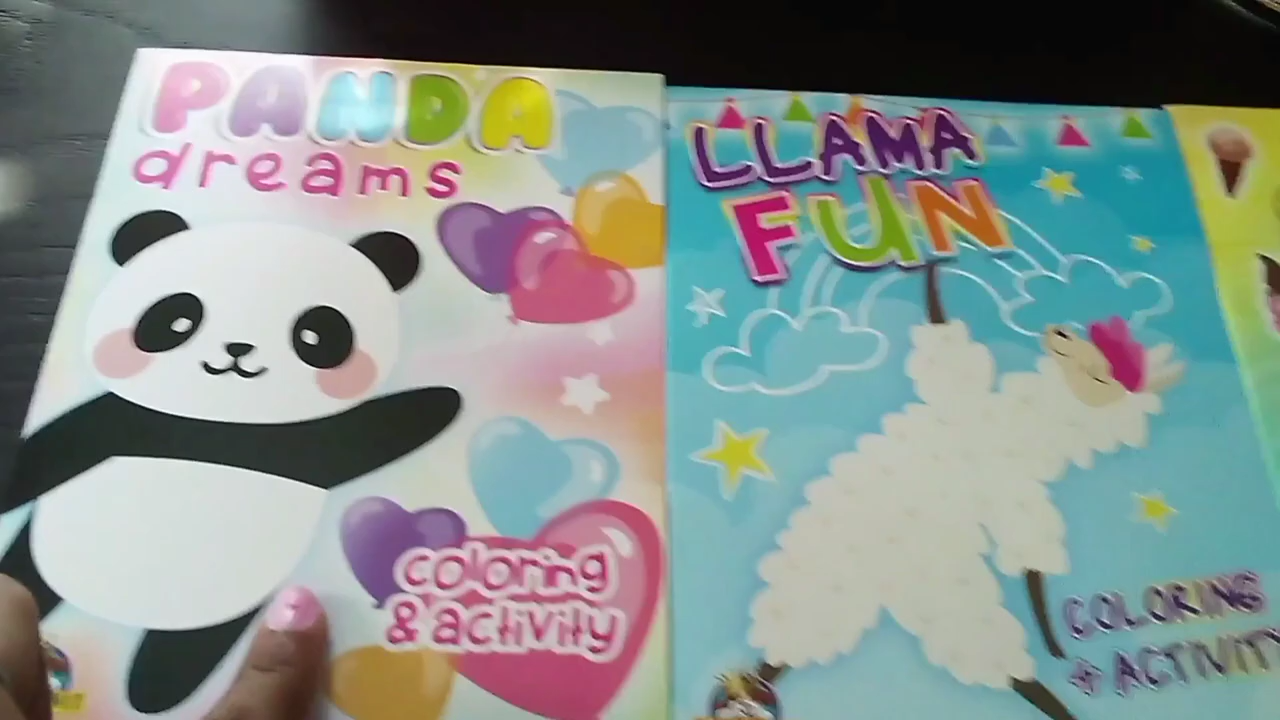 PANDA
dreams
coloring
& activity
LLAMA
FUN
COLORING
+ ACTIVITY